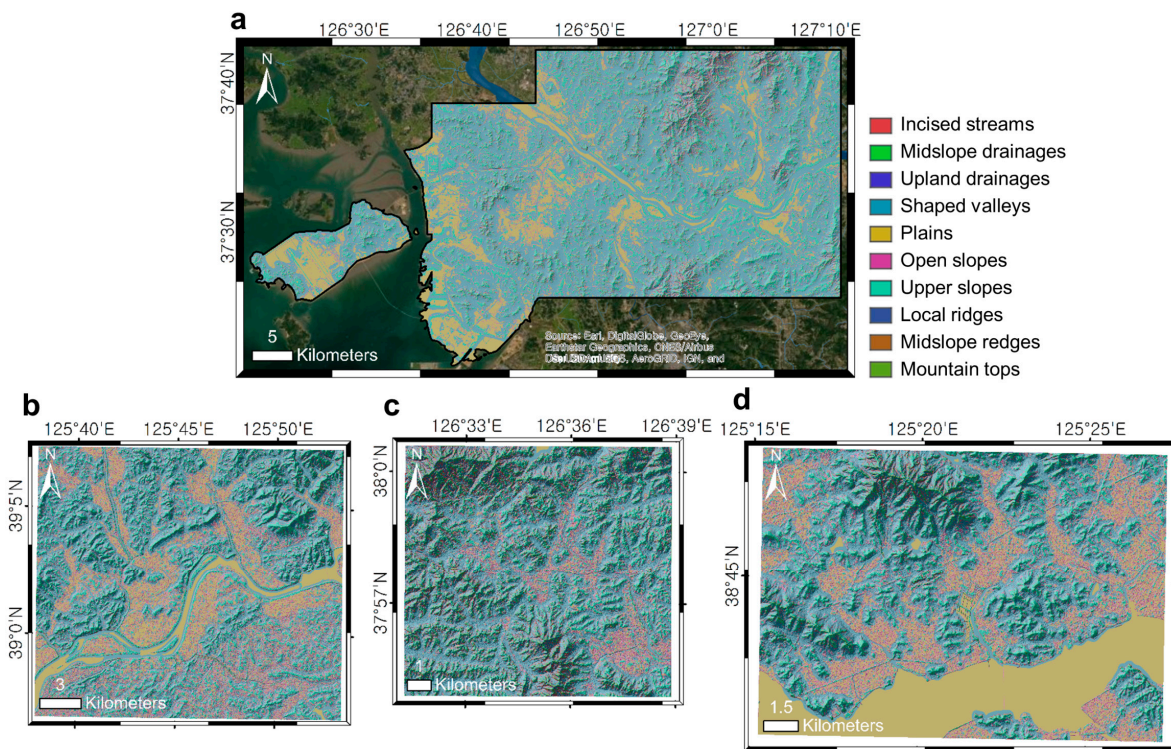 a
126°30'E 126°40'E 126°50'E 127°0'E 127°10'E
37°40'N
37°30'N
N
5
Kilometers
Source: Esri, DigitalGlobe, GeoEye,
Earthstar Geographics, CNES/Airbus
AeroGRID, IGN, and
Incised streams
Midslope drainages
Upland drainages
Shaped valleys
Plains
Open slopes
Upper slopes
Local ridges
Midslope redges
Mountain tops
b
125°40'E 125°45'E 125°50'E
39°5'N
39°0'N
N
3
Kilometers
c
126°33'E 126°36'E 126°39'E
38°0'N
37°57'N
N
1
Kilometers
d
125°15'E 125°20'E 125°25'E
38°45'N
N
1.5
Kilometers